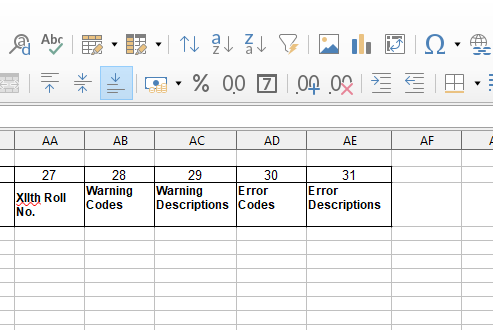 Abc
% 0.0 7 .00 .00
AA AB AC AD AE AF
27 28 29 30 31
XIIth Roll No.
Warning Codes
Warning Descriptions
Error Codes
Error Descriptions